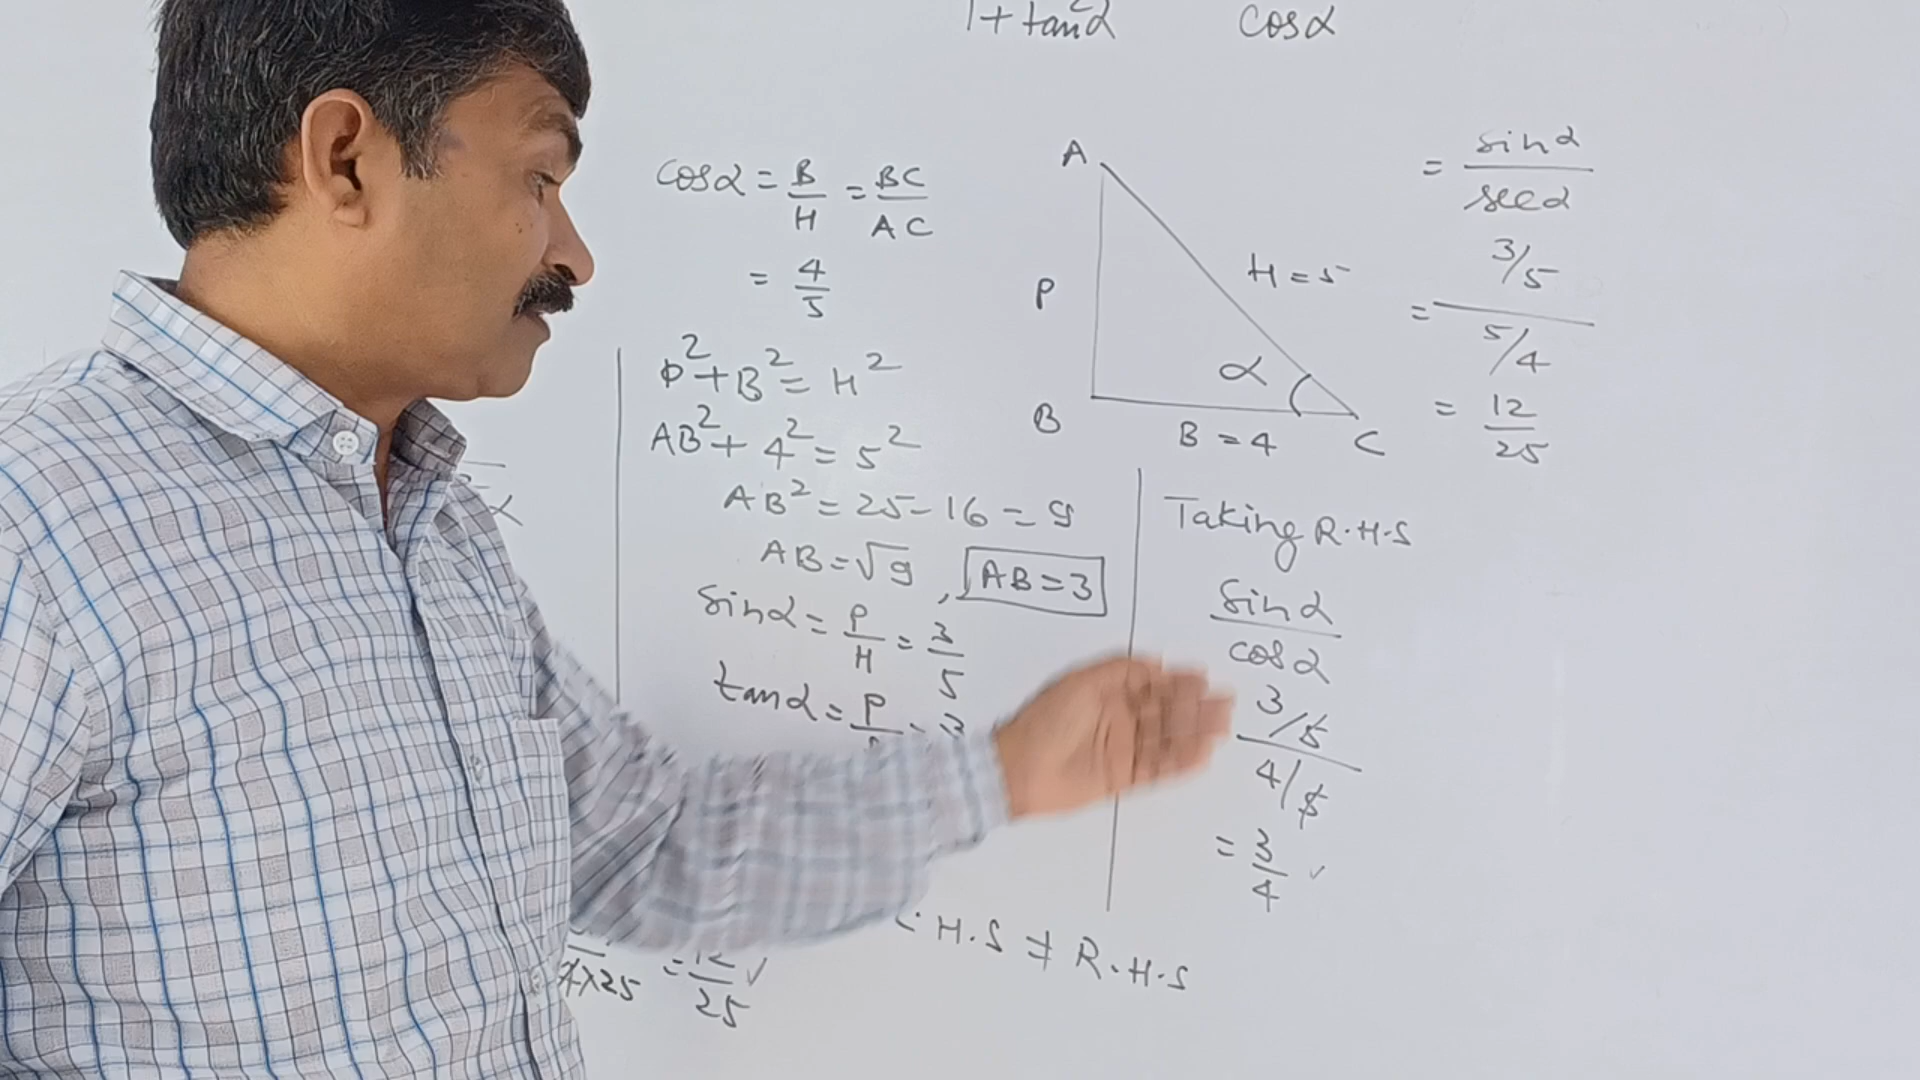 1 + tan²α cosα
cosα = B/H = BC/AC
= 4/5
P² + B² = H²
AB² + 4² = 5²
AB² = 25 - 16 = 9
AB = √9 , AB = 3
sinα = P/H = 3/5
tanα = P
4×25 = 12/25 ✓
A
P
H = 5
α
B
B = 4
C
= sinα/secα
= 3/5 / 5/4
= 12/25
Taking R.H.S
sinα/cosα
3/5 / 4/5
= 3/4 ✓
L.H.S ≠ R.H.S